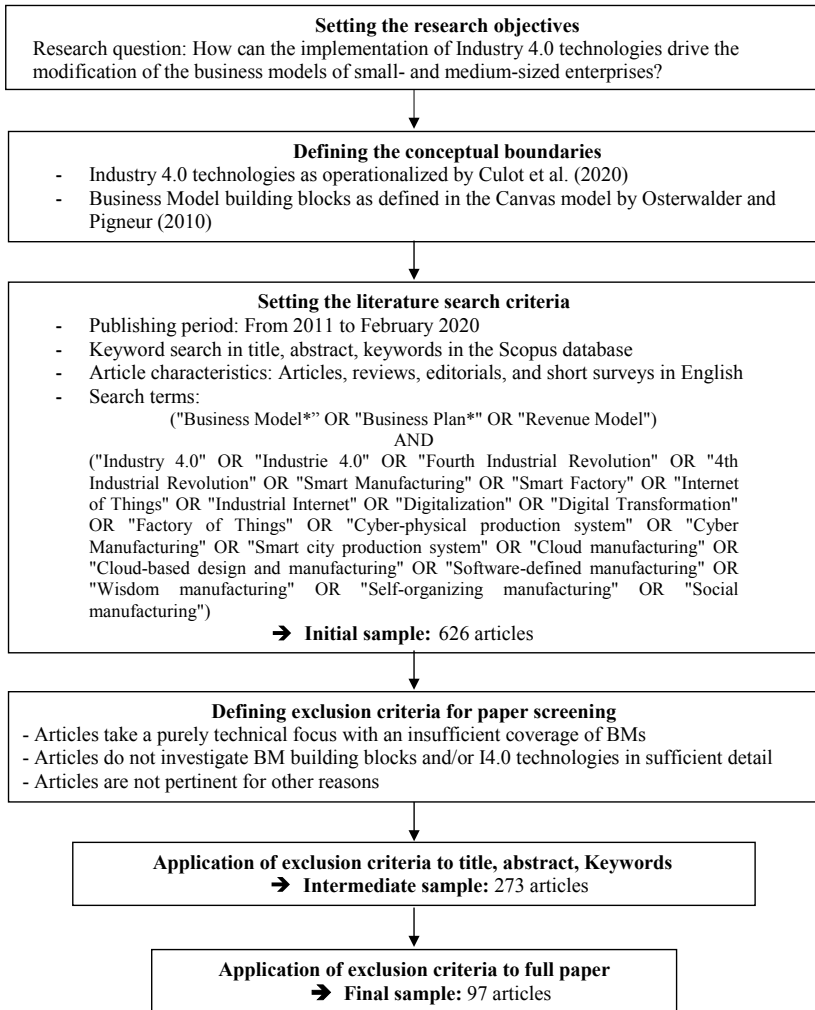 Setting the research objectives
Research question: How can the implementation of Industry 4.0 technologies drive the
modification of the business models of small- and medium-sized enterprises?
Defining the conceptual boundaries
- Industry 4.0 technologies as operationalized by Culot et al. (2020)
- Business Model building blocks as defined in the Canvas model by Osterwalder and
Pigneur (2010)
Setting the literature search criteria
- Publishing period: From 2011 to February 2020
- Keyword search in title, abstract, keywords in the Scopus database
- Article characteristics: Articles, reviews, editorials, and short surveys in English
- Search terms:
("Business Model*” OR "Business Plan*" OR "Revenue Model")
AND
("Industry 4.0" OR "Industrie 4.0" OR "Fourth Industrial Revolution" OR "4th
Industrial Revolution" OR "Smart Manufacturing" OR "Smart Factory" OR "Internet
of Things" OR "Industrial Internet" OR "Digitalization" OR "Digital Transformation"
OR "Factory of Things" OR "Cyber-physical production system" OR "Cyber
Manufacturing" OR "Smart city production system" OR "Cloud manufacturing" OR
"Cloud-based design and manufacturing" OR "Software-defined manufacturing" OR
"Wisdom manufacturing" OR "Self-organizing manufacturing" OR "Social
manufacturing")
➔ Initial sample: 626 articles
Defining exclusion criteria for paper screening
- Articles take a purely technical focus with an insufficient coverage of BMs
- Articles do not investigate BM building blocks and/or I4.0 technologies in sufficient detail
- Articles are not pertinent for other reasons
Application of exclusion criteria to title, abstract, Keywords
➔ Intermediate sample: 273 articles
Application of exclusion criteria to full paper
➔ Final sample: 97 articles